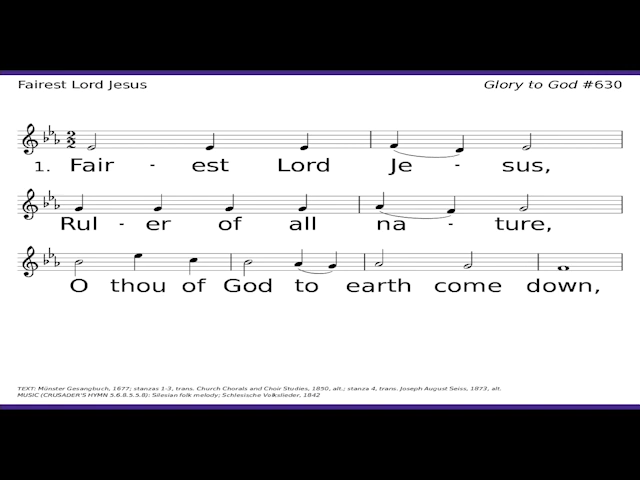 Fairest Lord Jesus
Glory to God #630
1. Fair - est Lord Je - sus,
Rul - er of all na - ture,
O thou of God to earth come down,
TEXT: Münster Gesangbuch, 1677; stanzas 1-3, trans. Church Chorals and Choir Studies, 1850, alt.; stanza 4, trans. Joseph August Seiss, 1873, alt.
MUSIC (CRUSADER'S HYMN 5.6.8.5.5.8): Silesian folk melody; Schlesische Volkslieder, 1842